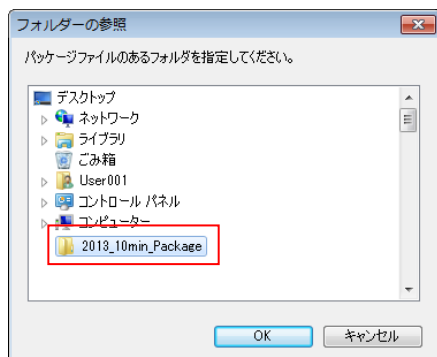 フォルダーの参照
パッケージファイルのあるフォルダを指定してください。
デスクトップ
ネットワーク
ライブラリ
ごみ箱
User001
コントロール パネル
コンピューター
2013_10min_Package
OK
キャンセル